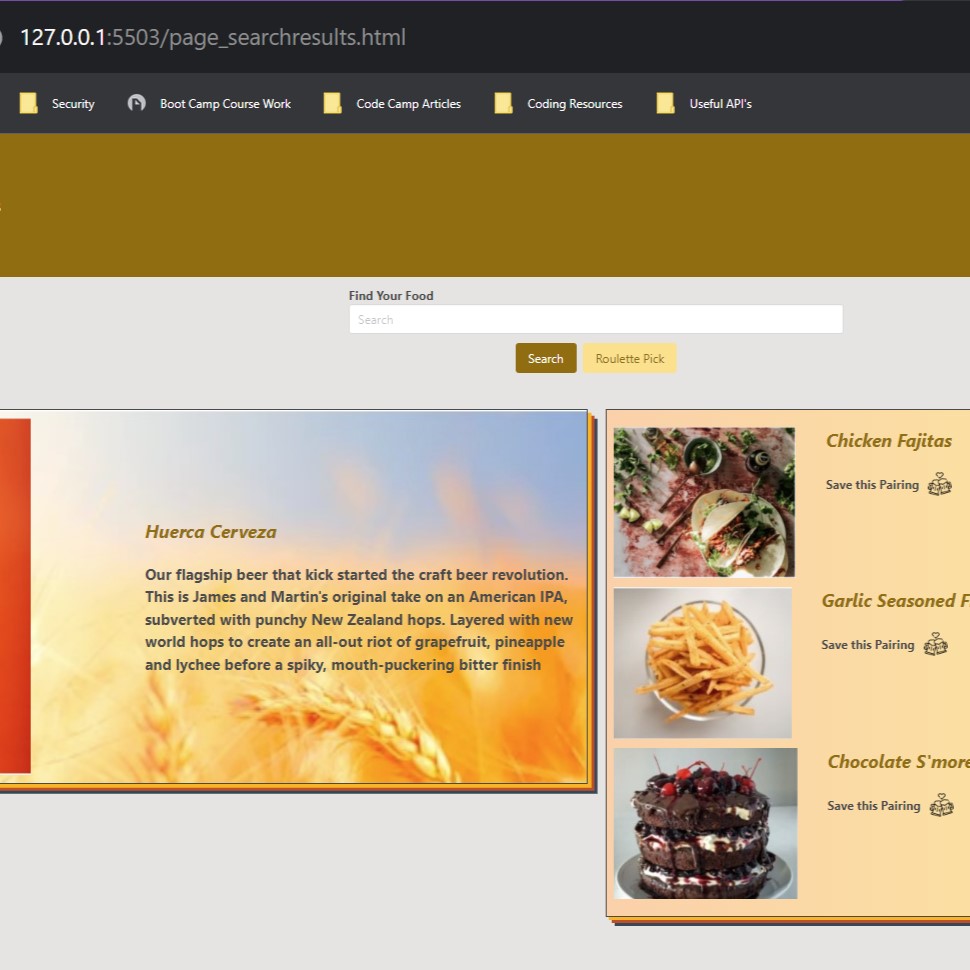 127.0.0.1:5503/page_searchresults.html
Security Boot Camp Course Work Code Camp Articles Coding Resources Useful API's
Find Your Food
Search
Search Roulette Pick
Huerca Cerveza
Our flagship beer that kick started the craft beer revolution.
This is James and Martin's original take on an American IPA,
subverted with punchy New Zealand hops. Layered with new
world hops to create an all-out riot of grapefruit, pineapple
and lychee before a spiky, mouth-puckering bitter finish
Chicken Fajitas
Save this Pairing
Garlic Seasoned F
Save this Pairing
Chocolate S'more
Save this Pairing